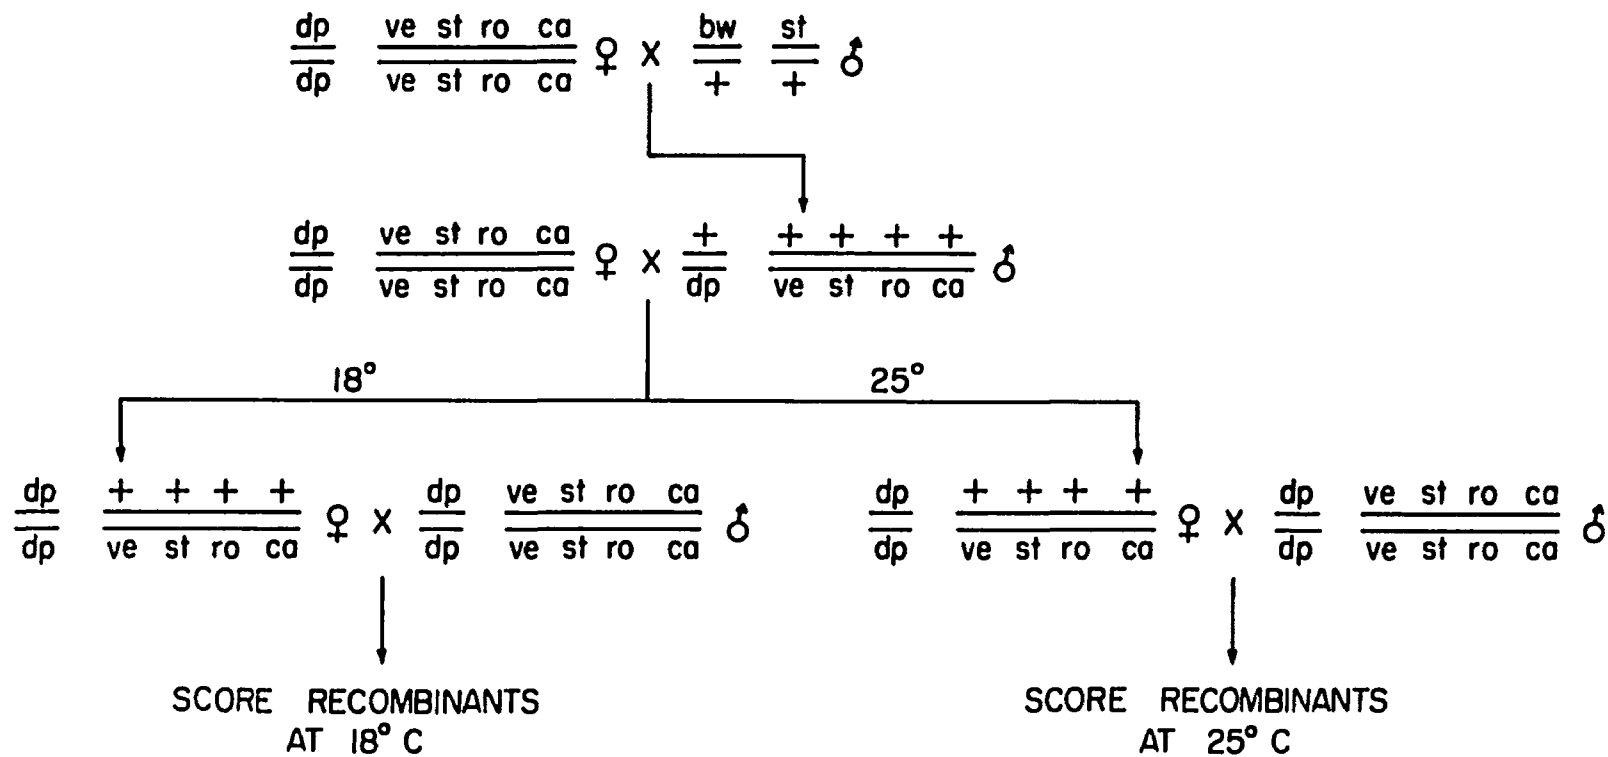 dp ve st ro ca bw st
♀ X ♂
dp ve st ro ca + +
dp ve st ro ca + + + + +
♀ X ♂
dp ve st ro ca dp ve st ro ca
18° 25°
dp + + + + dp ve st ro ca dp + + + + dp ve st ro ca
♀ X ♂ ♀ X ♂
dp ve st ro ca dp ve st ro ca dp ve st ro ca dp ve st ro ca
SCORE RECOMBINANTS SCORE RECOMBINANTS
AT 18° C AT 25° C